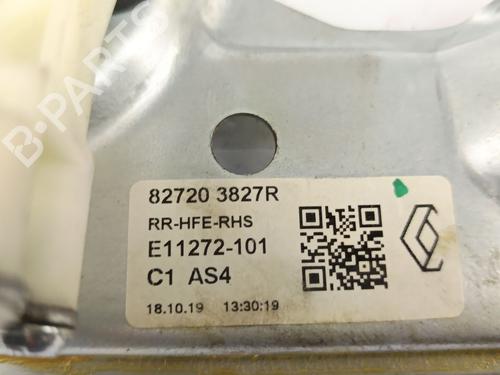 B-PARTS
82720 3827R
RR-HFE-RHS
E11272-101
C1 AS4
18.10.19 13:30:19